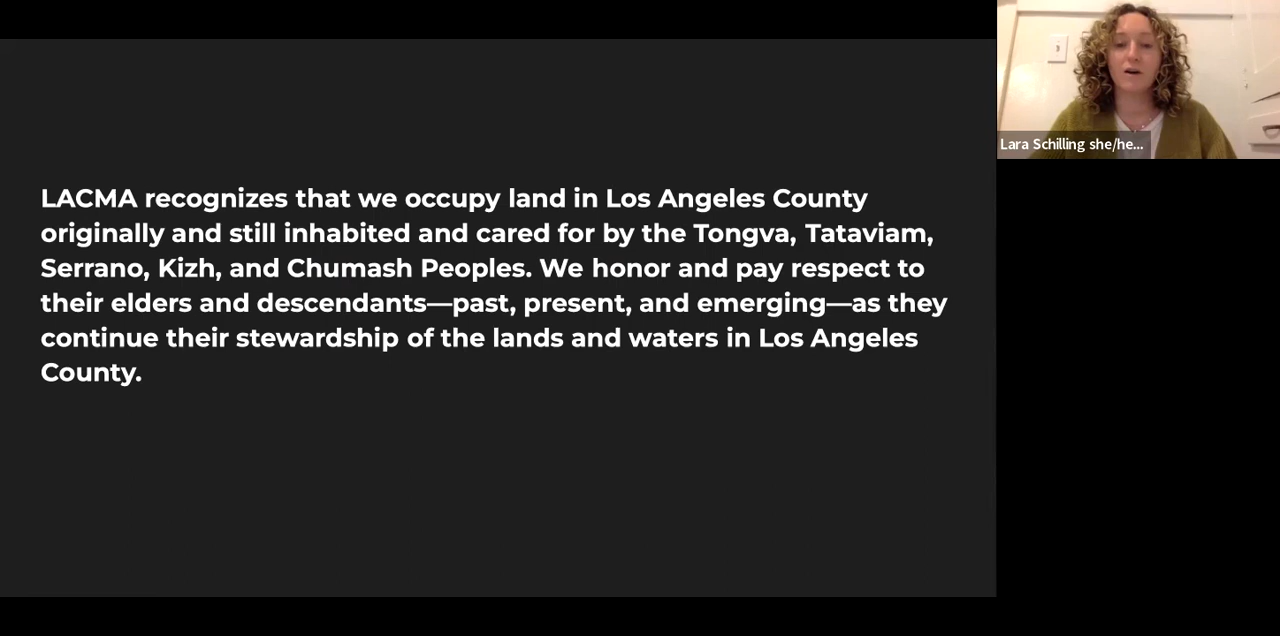 LACMA recognizes that we occupy land in Los Angeles County
originally and still inhabited and cared for by the Tongva, Tataviam,
Serrano, Kizh, and Chumash Peoples. We honor and pay respect to
their elders and descendants—past, present, and emerging—as they
continue their stewardship of the lands and waters in Los Angeles
County.
Lara Schilling she/he...